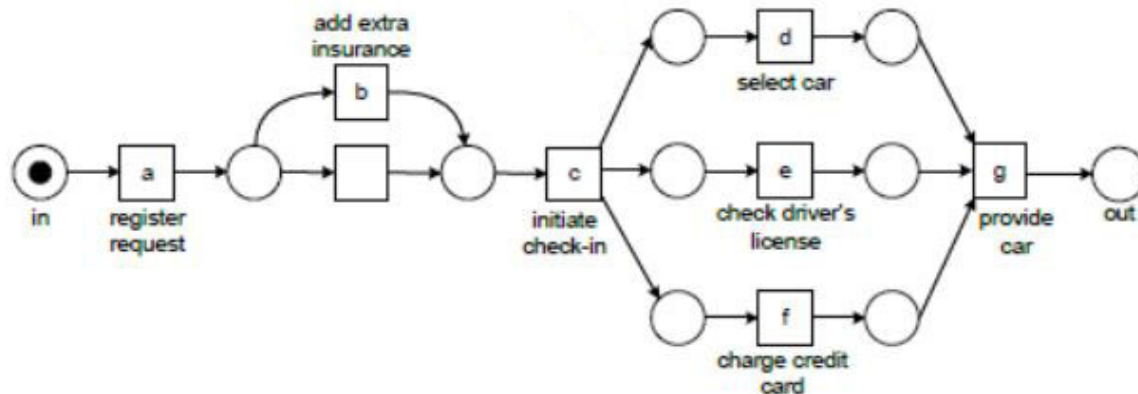 add extra
insurance
b
a
in
register
request
c
initiate
check-in
d
select car
e
check driver's
license
f
charge credit
card
g
provide
car
out